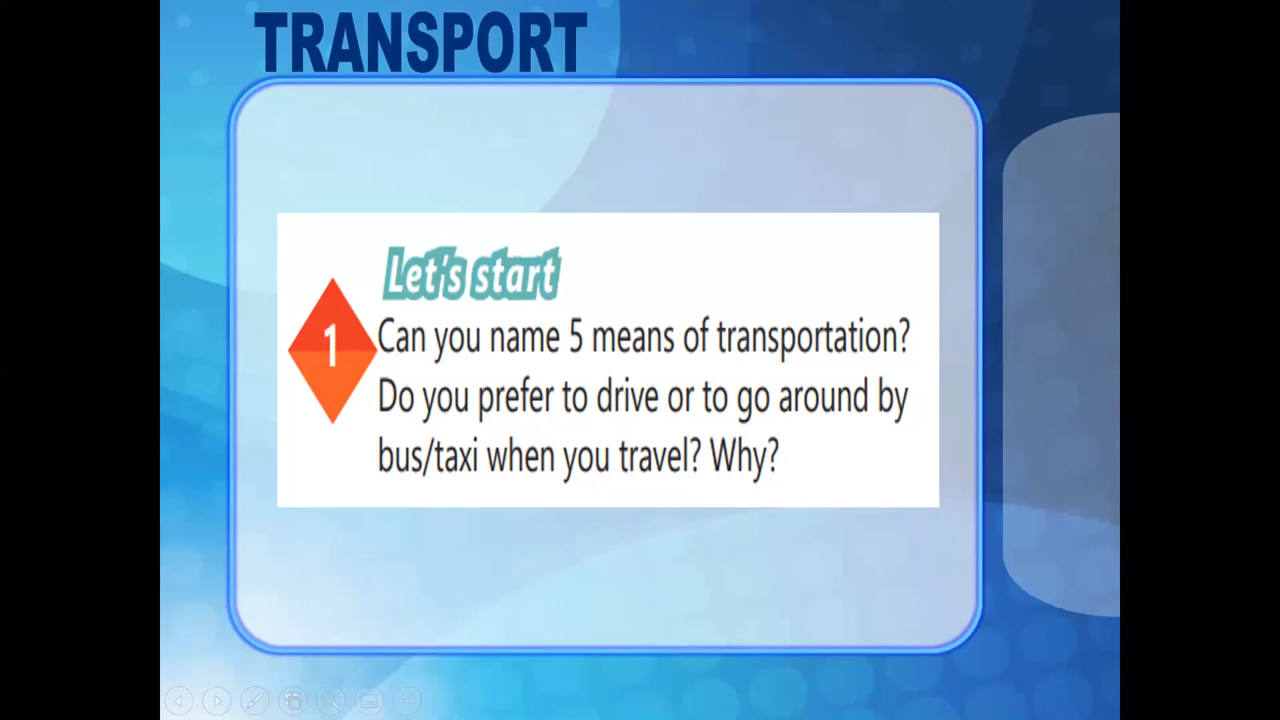 TRANSPORT
Let's start
1
Can you name 5 means of transportation?
Do you prefer to drive or to go around by
bus/taxi when you travel? Why?